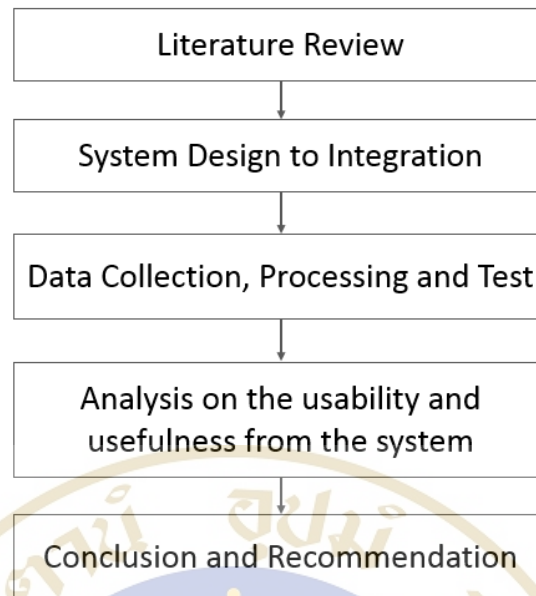 Literature Review
System Design to Integration
Data Collection, Processing and Test
Analysis on the usability and
usefulness from the system
Conclusion and Recommendation